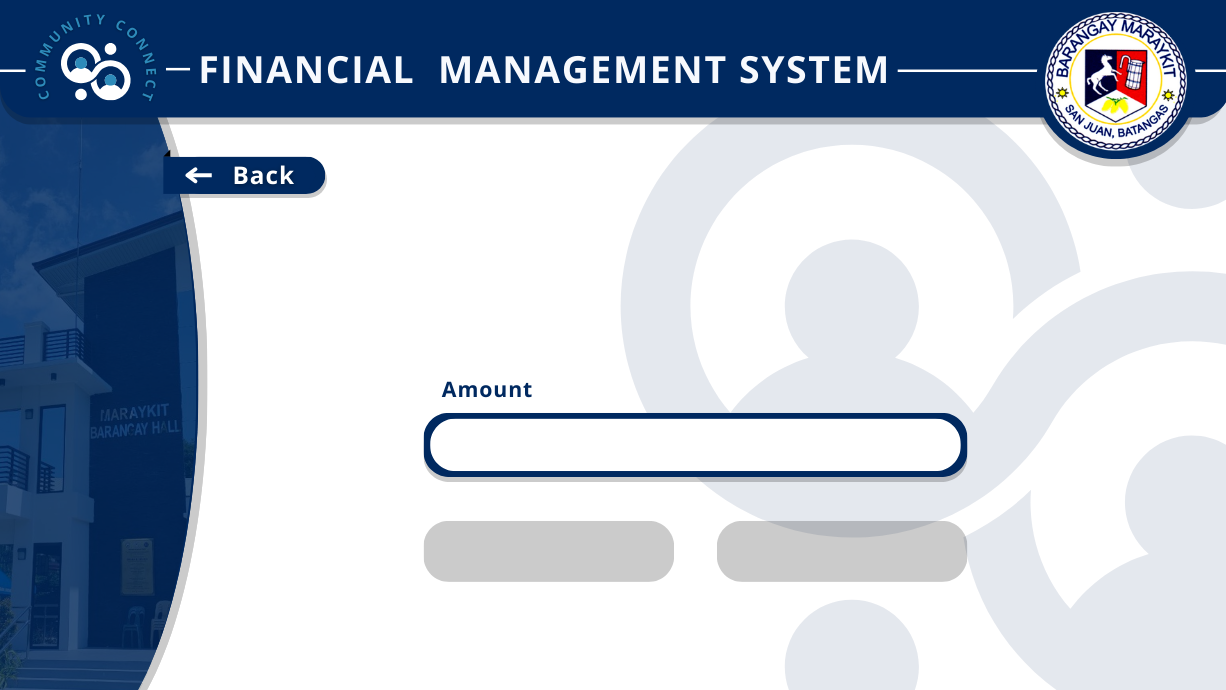 COMMUNITY CONNECT
FINANCIAL MANAGEMENT SYSTEM
BARANGAY MARAYKIT
SAN JUAN, BATANGAS
Back
Amount
MARAYKIT
BARANGAY HALL